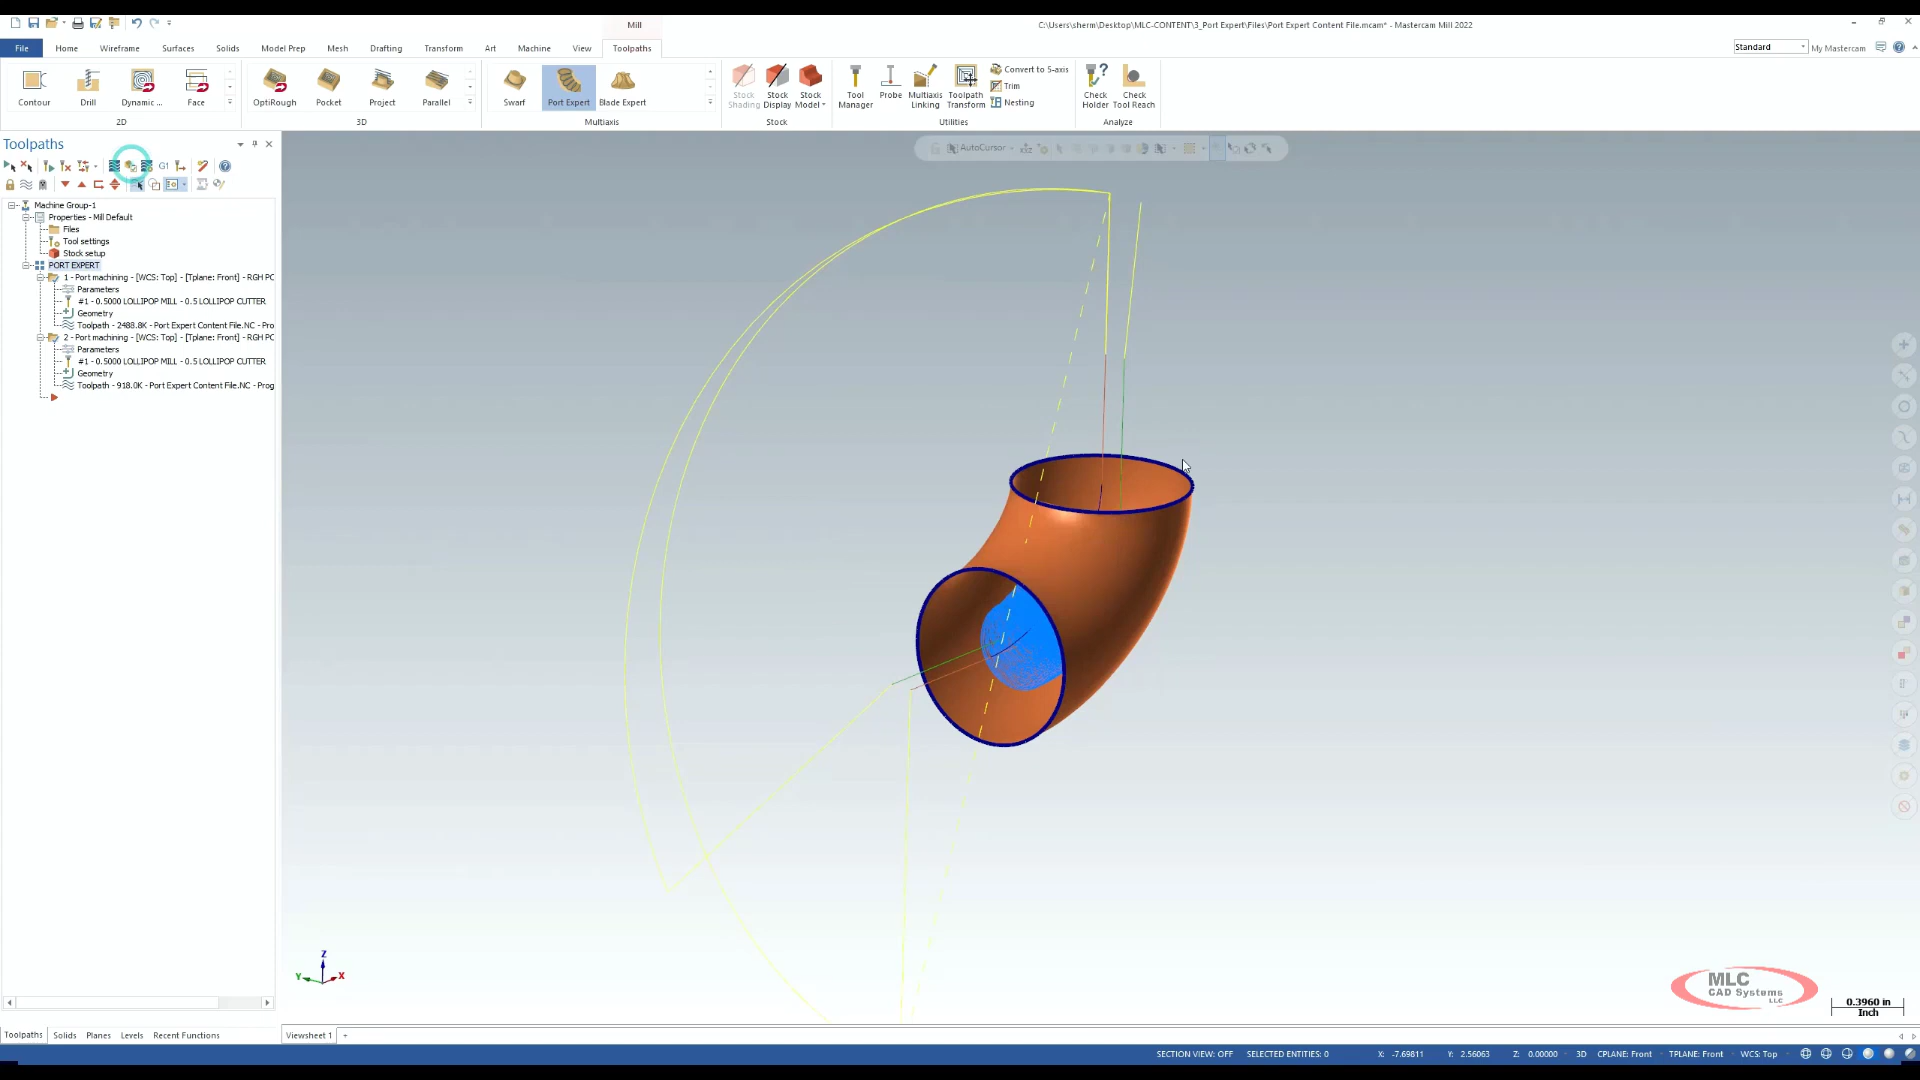 Mill
C:\Users\sherm\Desktop\MLC-CONTENT\3_Port Expert\Files\Port Expert Content File.mcam* - Mastercam Mill 2022
File Home Wireframe Surfaces Solids Model Prep Mesh Drafting Transform Art Machine View Toolpaths
Standard My Mastercam
Contour Drill Dynamic ... Face
2D
OptiRough Pocket Project Parallel
3D
Swarf Port Expert Blade Expert
Multiaxis
Stock Shading Stock Display Stock Model
Stock
Tool Manager Probe Multiaxis Linking Toolpath Transform
Convert to 5-axis
Trim
Nesting
Utilities
Check Holder Check Tool Reach
Analyze
Toolpaths
AutoCursor
G1
Machine Group-1
Properties - Mill Default
Files
Tool settings
Stock setup
PORT EXPERT
1 - Port machining - [WCS: Top] - [Tplane: Front] - RGH PC
Parameters
#1 - 0.5000 LOLLIPOP MILL - 0.5 LOLLIPOP CUTTER
Geometry
Toolpath - 2488.8K - Port Expert Content File.NC - Pro
2 - Port machining - [WCS: Top] - [Tplane: Front] - RGH PC
Parameters
#1 - 0.5000 LOLLIPOP MILL - 0.5 LOLLIPOP CUTTER
Geometry
Toolpath - 918.0K - Port Expert Content File.NC - Prog
Z
Y
X
MLC
CAD Systems
LLC
0.3960 in
Inch
Toolpaths Solids Planes Levels Recent Functions
Viewsheet 1 +
SECTION VIEW: OFF SELECTED ENTITIES: 0 X: -7.69811 Y: 2.56063 Z: 0.00000 3D CPLANE: Front TPLANE: Front WCS: Top